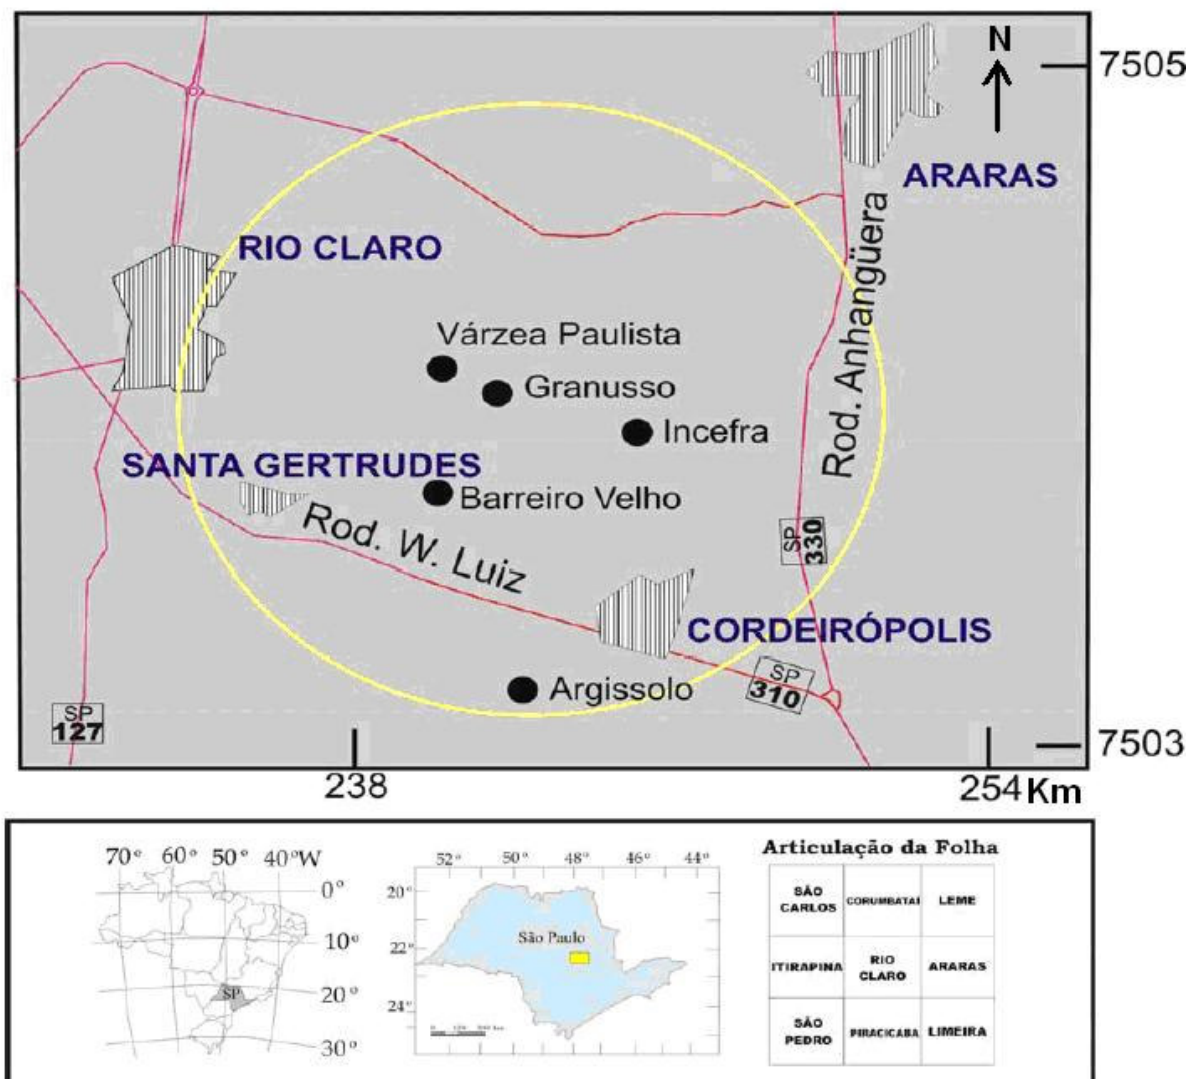 N
7505
ARARAS
RIO CLARO
Rod. Anhangüera
Várzea Paulista
Granusso
Incefra
SANTA GERTRUDES
Barreiro Velho
Rod. W. Luiz
SP
330
CORDEIRÓPOLIS
Argissolo
SP
310
SP
127
7503
238
254 Km
70° 60° 50° 40°W
0°
10°
20°
30°
SP
52° 50° 48° 46° 44°
20°
22°
24°
São Paulo
Articulação da Folha
SÃO
CARLOS
CORUMBATAÍ
LEME
ITIRAPINA
RIO
CLARO
ARARAS
SÃO
PEDRO
PIRACICABA
LIMEIRA